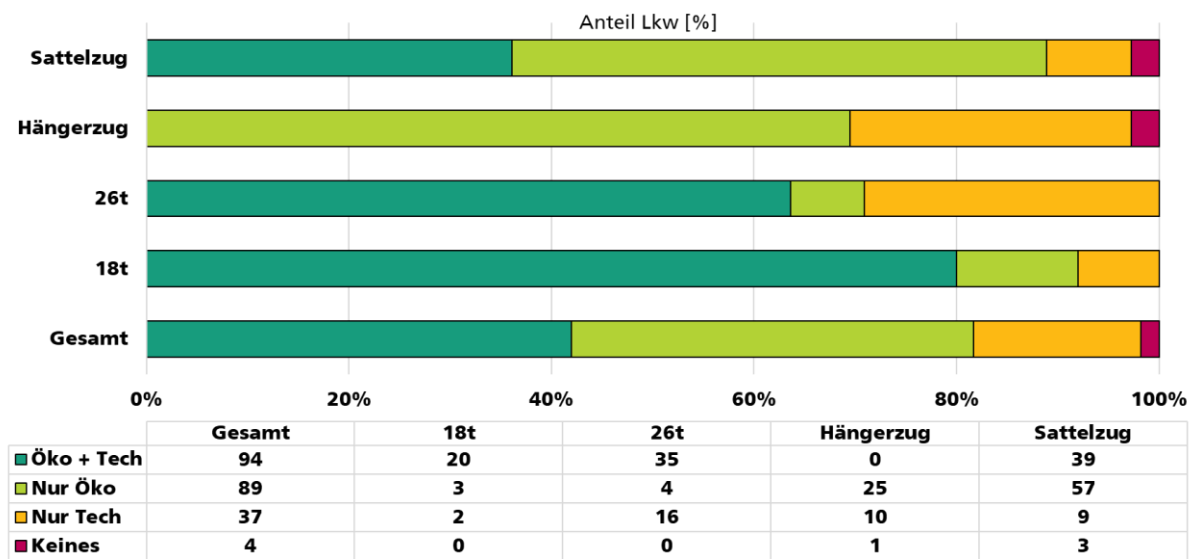 Anteil Lkw [%]
Sattelzug
Hängerzug
26t
18t
Gesamt
0% 20% 40% 60% 80% 100%
Gesamt 18t 26t Hängerzug Sattelzug
Öko + Tech 94 20 35 0 39
Nur Öko 89 3 4 25 57
Nur Tech 37 2 16 10 9
Keines 4 0 0 1 3